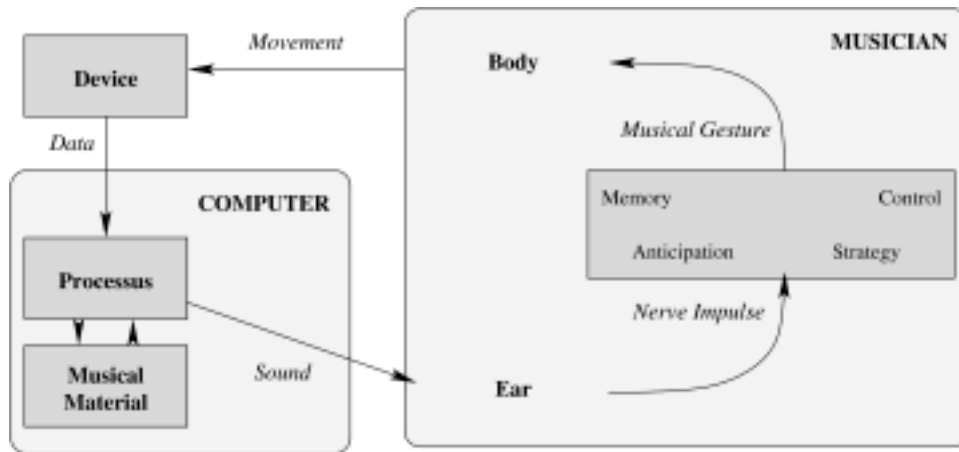 Movement
MUSICIAN
Device
Body
Musical Gesture
Data
COMPUTER
Memory
Control
Anticipation
Strategy
Processus
Nerve Impulse
Sound
Musical
Material
Ear